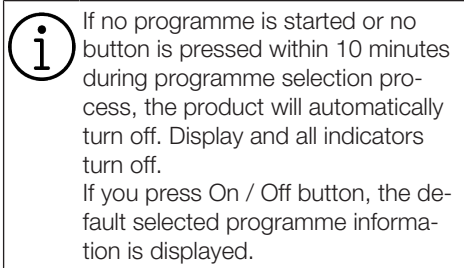 If no programme is started or no
button is pressed within 10 minutes
during programme selection pro-
cess, the product will automatically
turn off. Display and all indicators
turn off.
If you press On / Off button, the de-
fault selected programme informa-
tion is displayed.